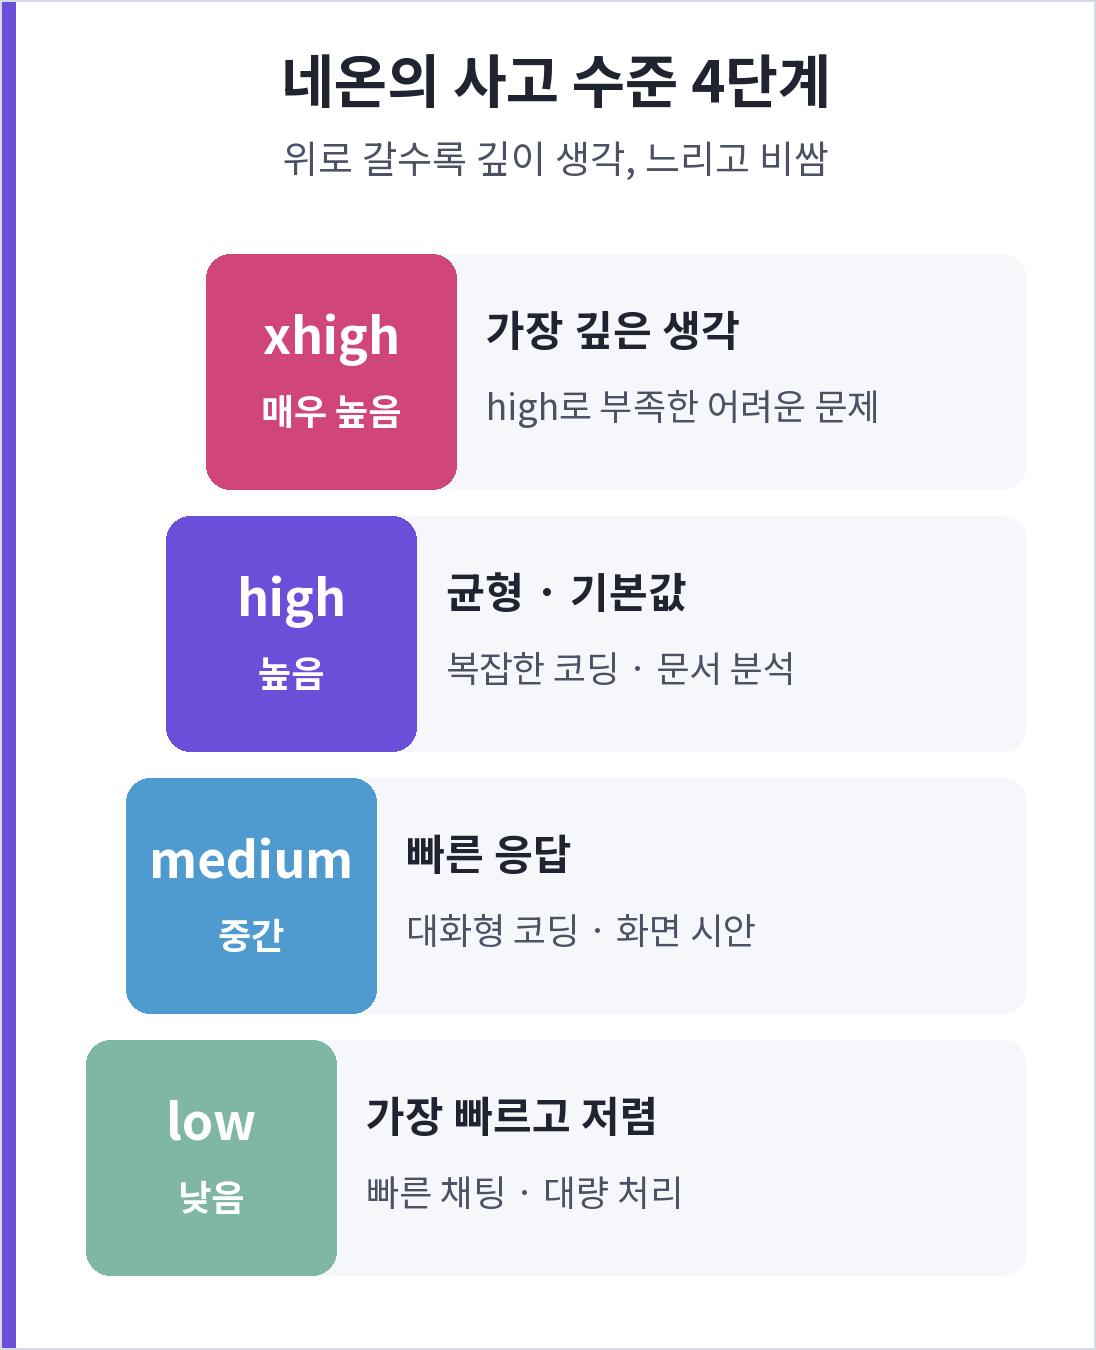 네온의 사고 수준 4단계
위로 갈수록 깊이 생각, 느리고 비쌈
xhigh
매우 높음
가장 깊은 생각
high로 부족한 어려운 문제
high
높음
균형 · 기본값
복잡한 코딩 · 문서 분석
medium
중간
빠른 응답
대화형 코딩 · 화면 시안
low
낮음
가장 빠르고 저렴
빠른 채팅 · 대량 처리